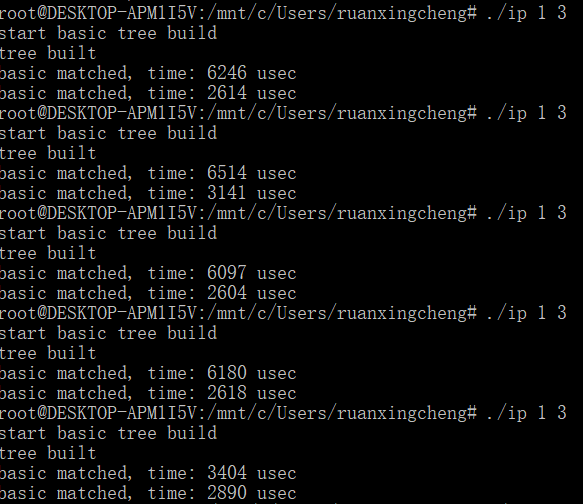 root@DESKTOP-APM1I5V:/mnt/c/Users/ruanxingcheng# ./ip 1 3
start basic tree build
tree built
basic matched, time: 6246 usec
basic matched, time: 2614 usec
root@DESKTOP-APM1I5V:/mnt/c/Users/ruanxingcheng# ./ip 1 3
start basic tree build
tree built
basic matched, time: 6514 usec
basic matched, time: 3141 usec
root@DESKTOP-APM1I5V:/mnt/c/Users/ruanxingcheng# ./ip 1 3
start basic tree build
tree built
basic matched, time: 6097 usec
basic matched, time: 2604 usec
root@DESKTOP-APM1I5V:/mnt/c/Users/ruanxingcheng# ./ip 1 3
start basic tree build
tree built
basic matched, time: 6180 usec
basic matched, time: 2618 usec
root@DESKTOP-APM1I5V:/mnt/c/Users/ruanxingcheng# ./ip 1 3
start basic tree build
tree built
basic matched, time: 3404 usec
basic matched, time: 2890 usec